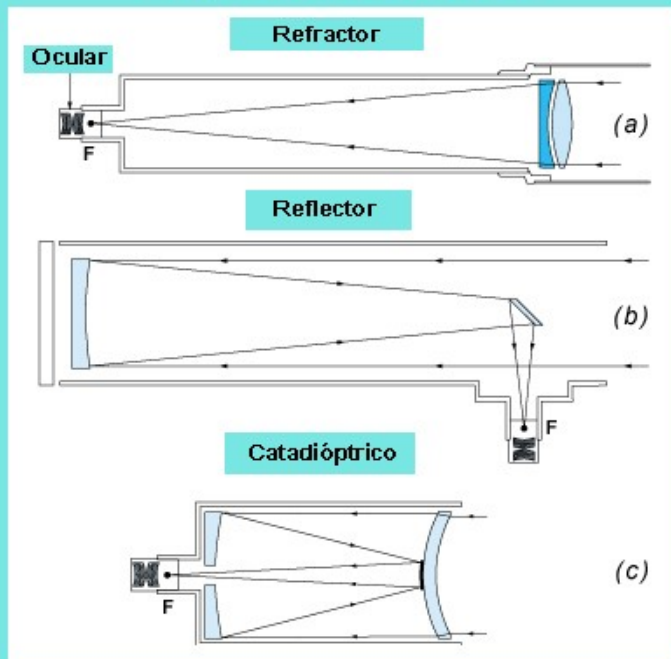 Refractor
Ocular
F
(a)
Reflector
(b)
F
Catadióptrico
F
(c)